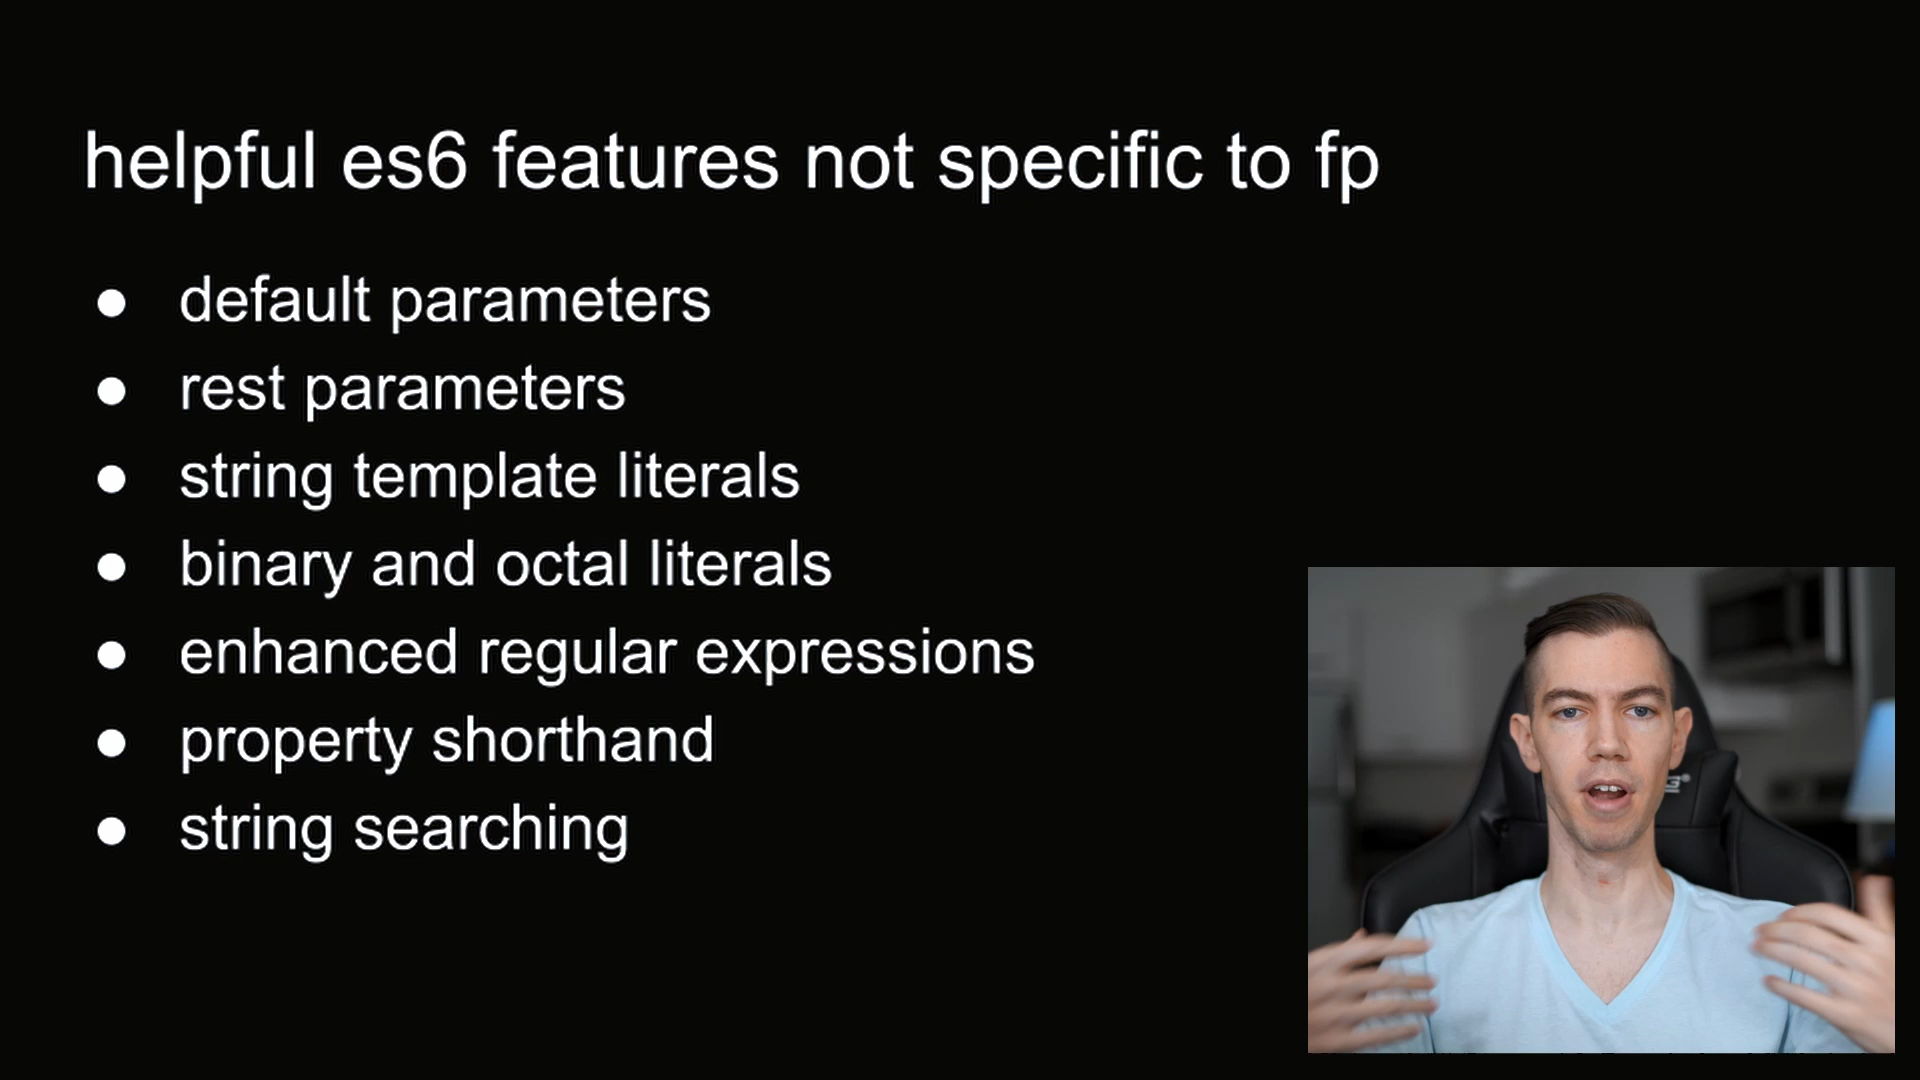 helpful es6 features not specific to fp
● default parameters
● rest parameters
● string template literals
● binary and octal literals
● enhanced regular expressions
● property shorthand
● string searching